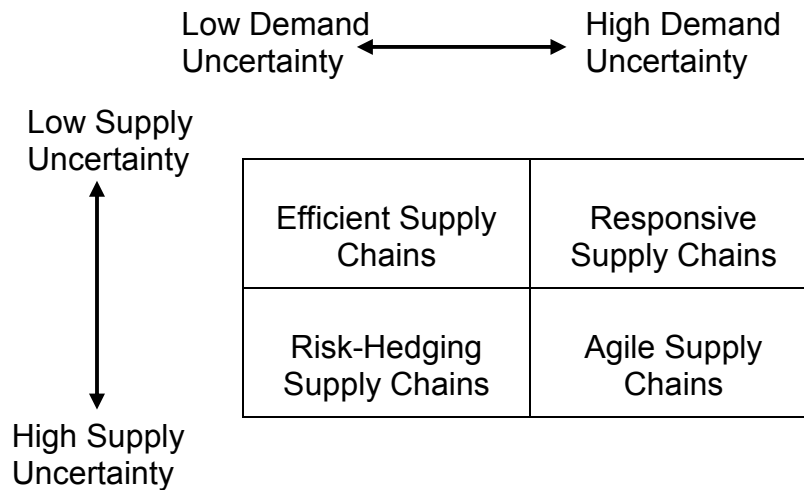 Low Demand
Uncertainty
High Demand
Uncertainty
Low Supply
Uncertainty
Efficient Supply
Chains
Responsive
Supply Chains
Risk-Hedging
Supply Chains
Agile Supply
Chains
High Supply
Uncertainty